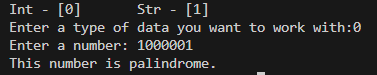 Int - [0]       Str - [1]
Enter a type of data you want to work with:0
Enter a number: 1000001
This number is palindrome.